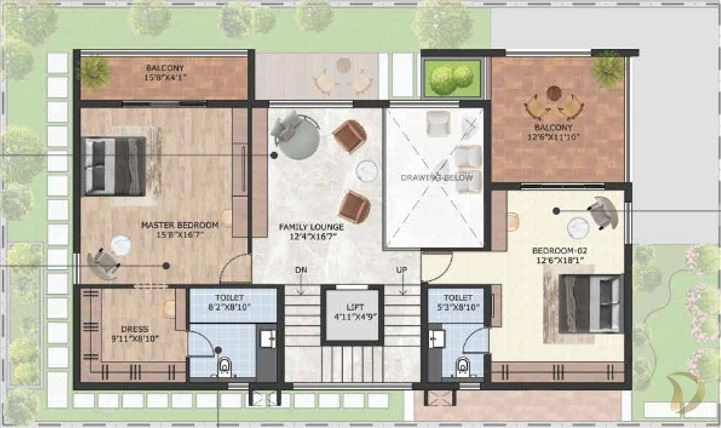 BALCONY
15'8"X4'1"
BALCONY
12'6"X11'10"
DRAWING BELOW
MASTER BEDROOM
15'8"X16'7"
FAMILY LOUNGE
12'4"X16'7"
BEDROOM-02
12'6"X18'1"
DN
UP
TOILET
8'2"X8'10"
LIFT
4'11"X4'9"
TOILET
5'3"X8'10"
DRESS
9'11"X8'10"